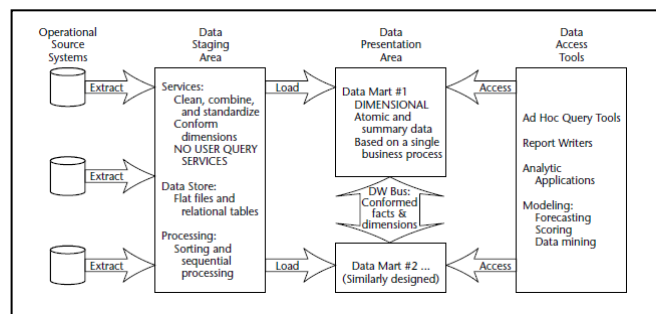 Operational
Source
Systems
Data
Staging
Area
Data
Presentation
Area
Data
Access
Tools
Extract
Extract
Extract
Services:
Clean, combine,
and standardize
Conform
dimensions
NO USER QUERY
SERVICES
Data Store:
Flat files and
relational tables
Processing:
Sorting and
sequential
processing
Load
Load
Data Mart #1
DIMENSIONAL
Atomic and
summary data
Based on a single
business process
DW Bus:
Conformed
facts &
dimensions
Data Mart #2 ...
(Similarly designed)
Access
Access
Ad Hoc Query Tools
Report Writers
Analytic
Applications
Modeling:
Forecasting
Scoring
Data mining